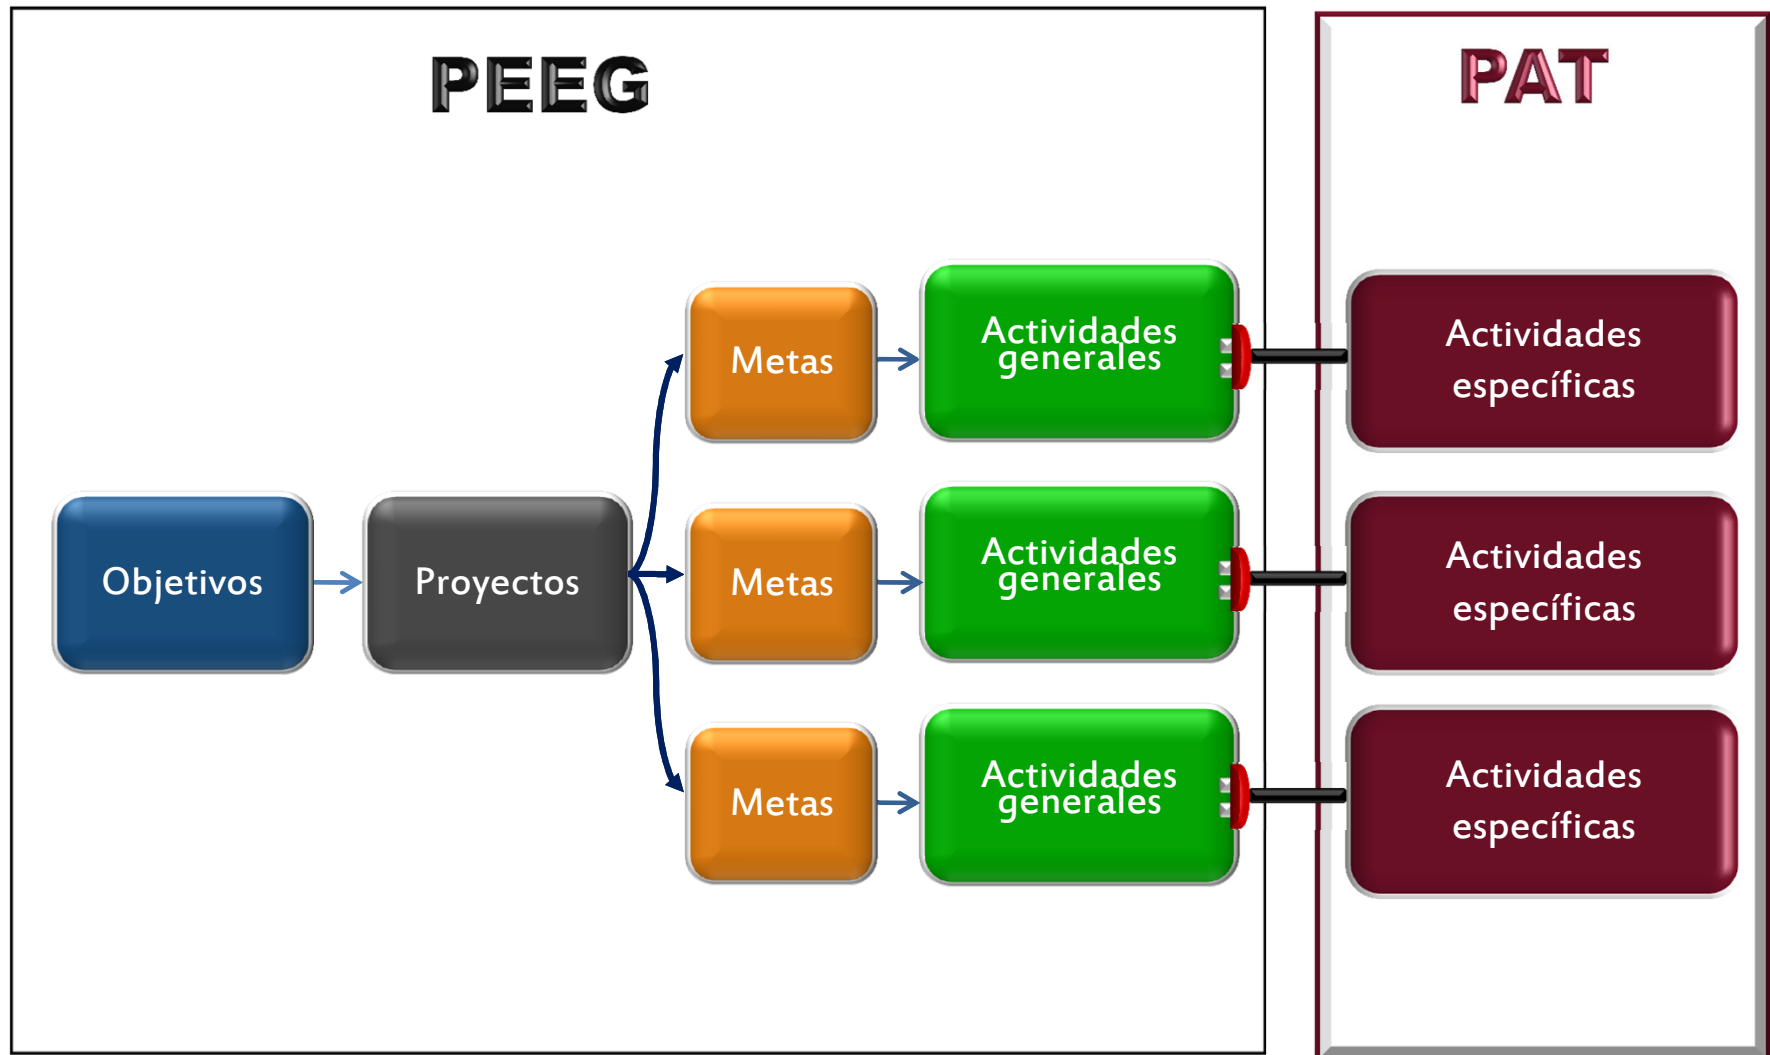 PEEG
PAT
Metas
Actividades
generales
Actividades
específicas
Objetivos
Proyectos
Metas
Actividades
generales
Actividades
específicas
Metas
Actividades
generales
Actividades
específicas